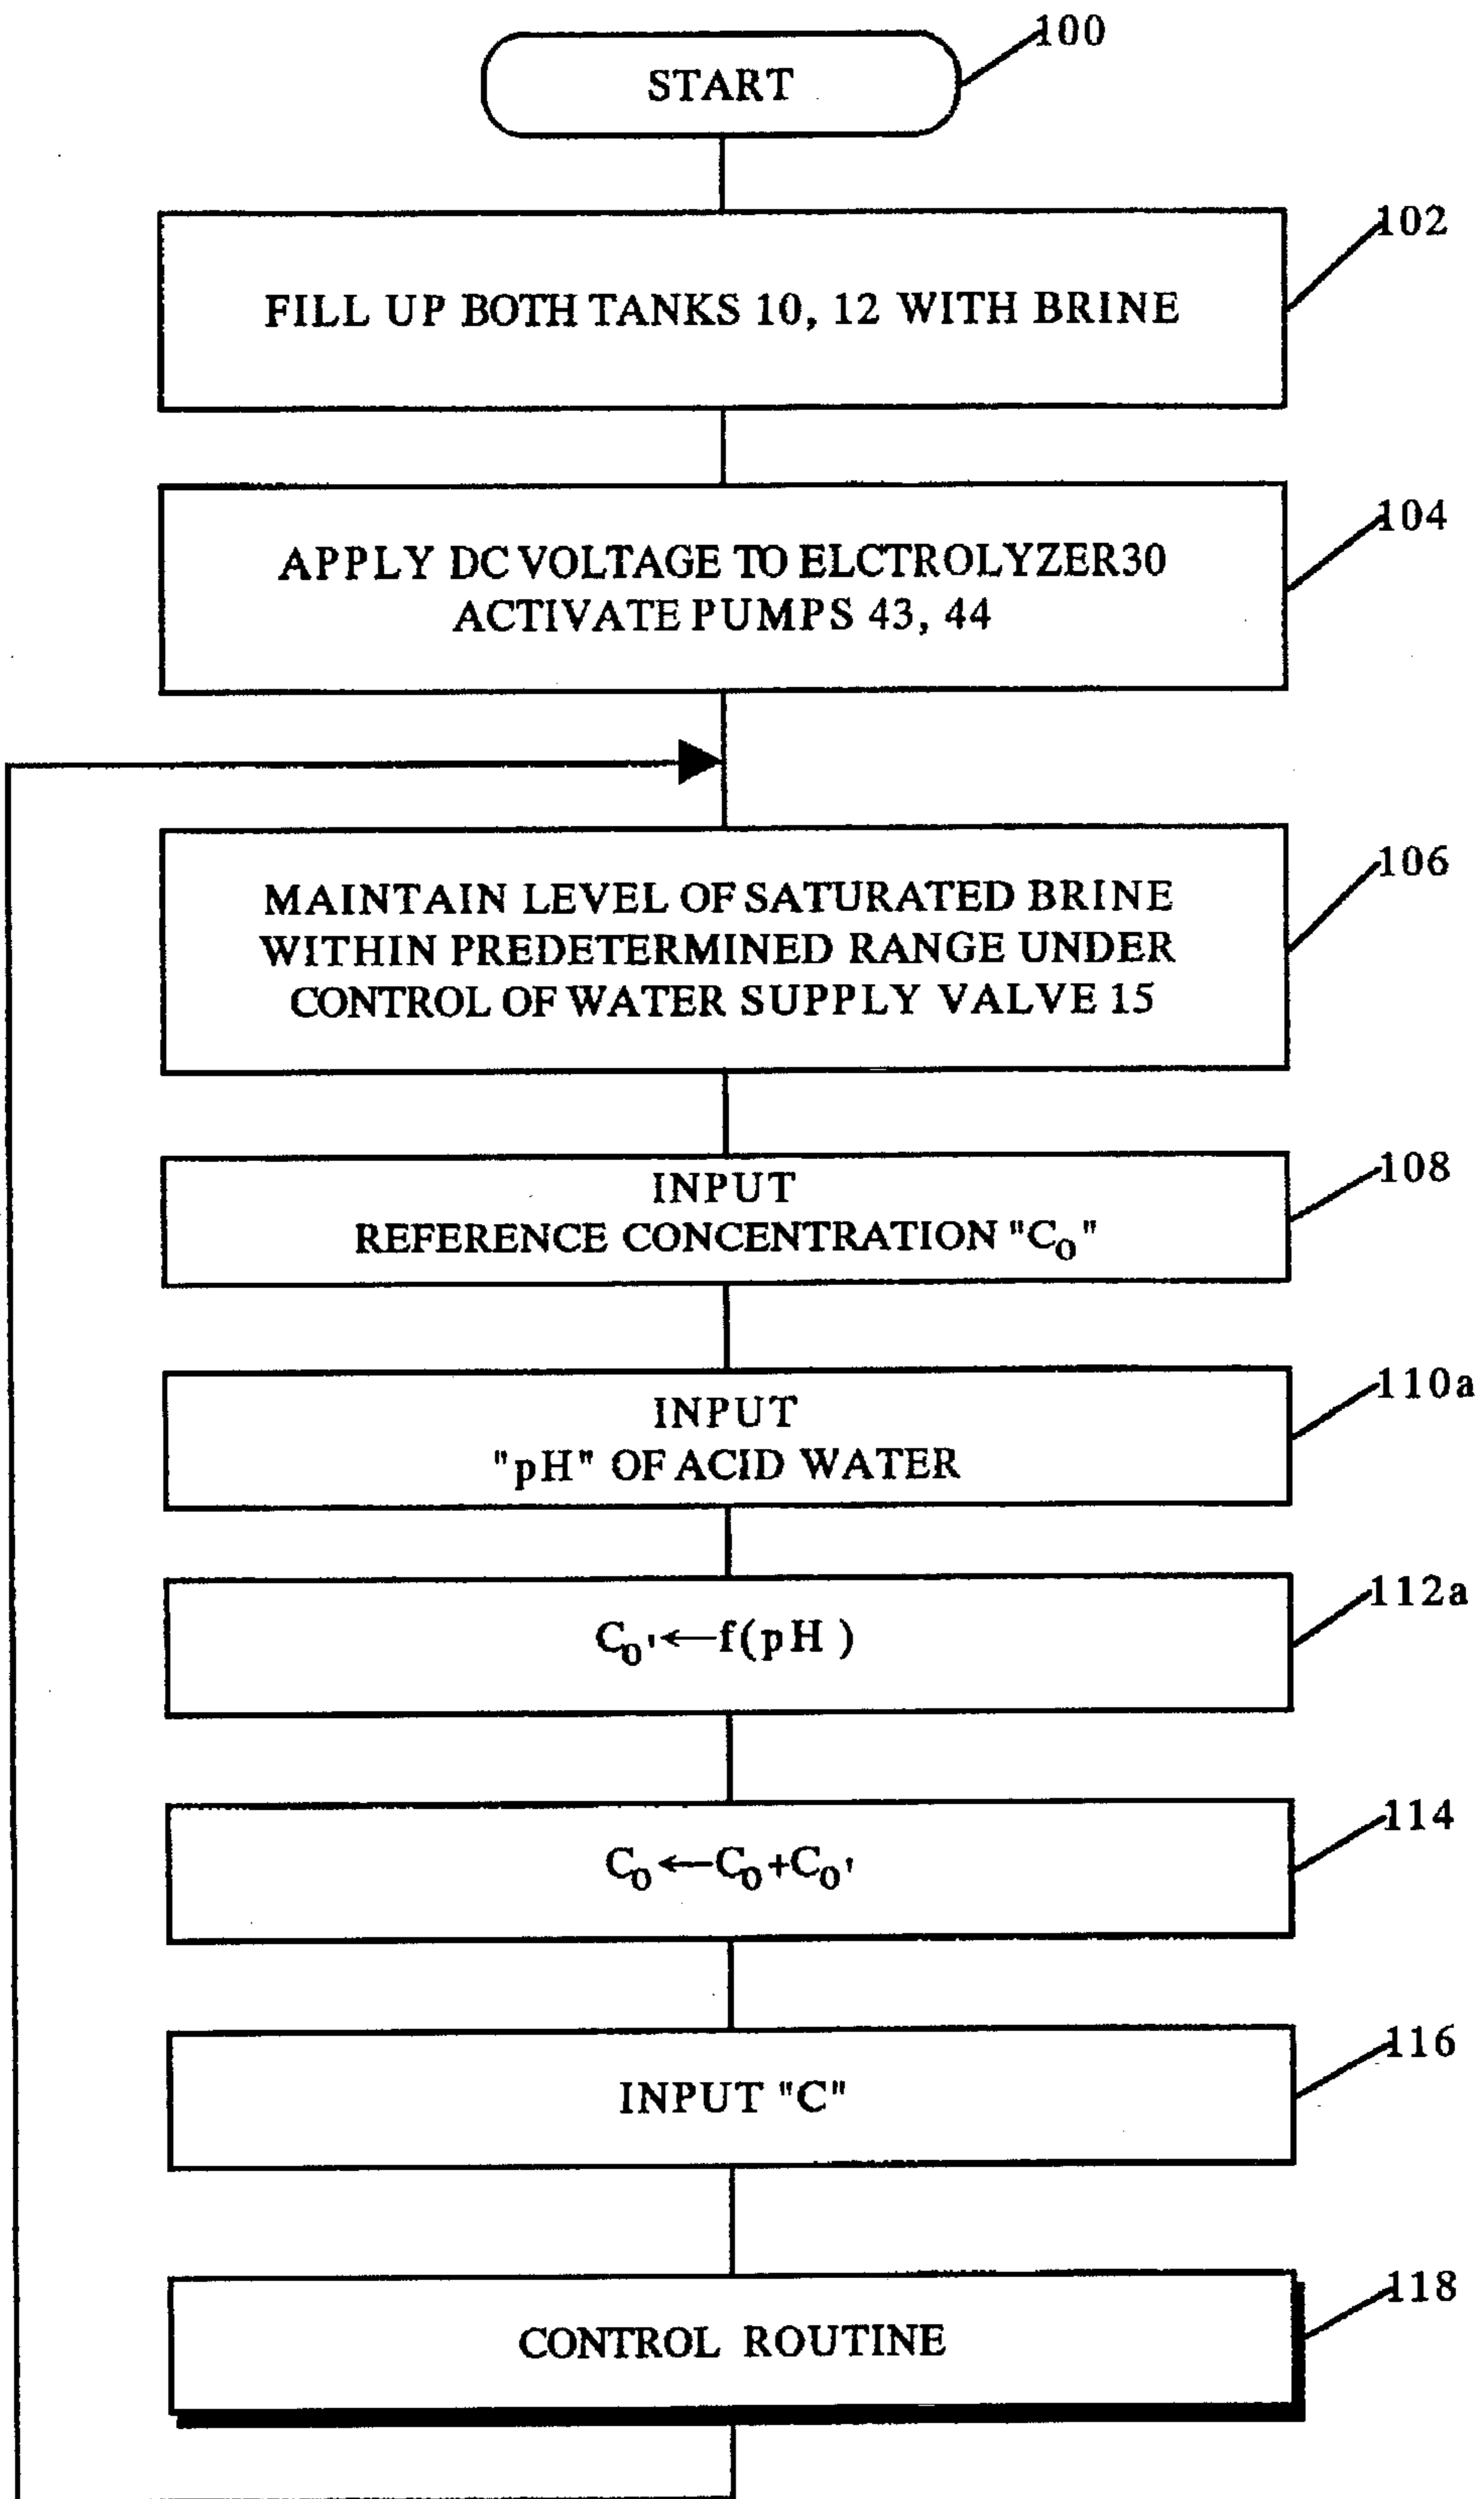 100
START
102
FILL UP BOTH TANKS 10, 12 WITH BRINE
104
APPLY DC VOLTAGE TO ELCTROLYZER30
ACTIVATE PUMPS 43, 44
106
MAINTAIN LEVEL OF SATURATED BRINE
WITHIN PREDETERMINED RANGE UNDER
CONTROL OF WATER SUPPLY VALVE 15
108
INPUT
REFERENCE CONCENTRATION "C₀"
110a
INPUT
"pH" OF ACID WATER
112a
C₀'←f(pH )
114
C₀←C₀+C₀'
116
INPUT "C"
118
CONTROL ROUTINE